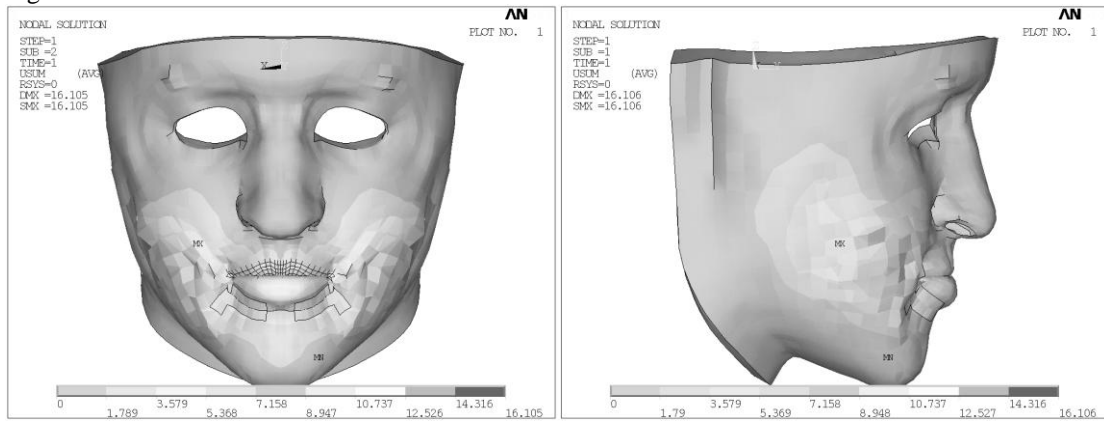 NODAL SOLUTION
STEP=1
SUB =2
TIME=1
USUM (AVG)
RSYS=0
DMX =16.105
SMX =16.105
AN
PLOT NO. 1
MX
MN
0 3.579 7.158 10.737 14.316
1.789 5.368 8.947 12.526 16.105
NODAL SOLUTION
STEP=1
SUB =1
TIME=1
USUM (AVG)
RSYS=0
DMX =16.106
SMX =16.106
AN
PLOT NO. 1
MX
MN
0 3.579 7.158 10.737 14.316
1.79 5.369 8.948 12.527 16.106